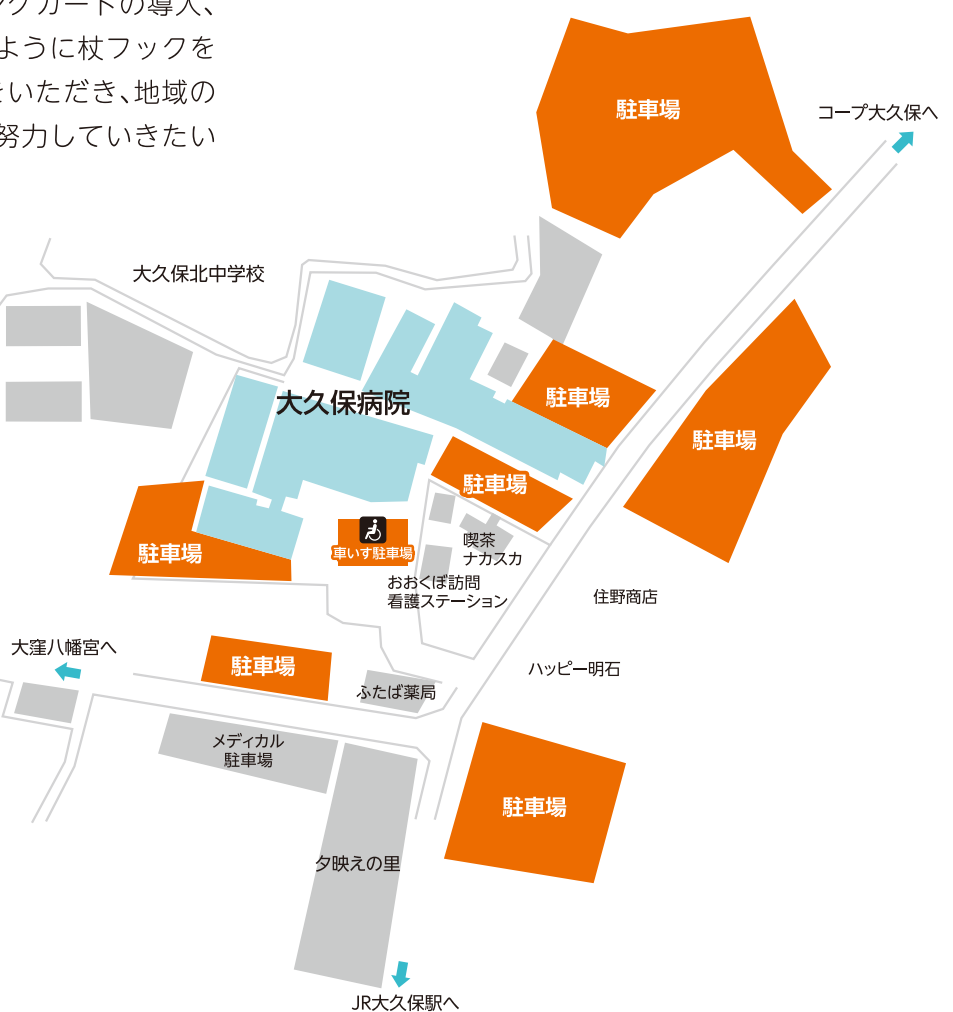 ングカードの導入、
ように杖フックを
をいただき、地域の
努力していきたい
駐車場
コープ大久保へ
大久保北中学校
大久保病院
駐車場
駐車場
駐車場
駐車場
車いす駐車場
喫茶
ナカスカ
おおくぼ訪問
看護ステーション
住野商店
大窪八幡宮へ
駐車場
ハッピー明石
ふたば薬局
メディカル
駐車場
駐車場
夕映えの里
JR大久保駅へ